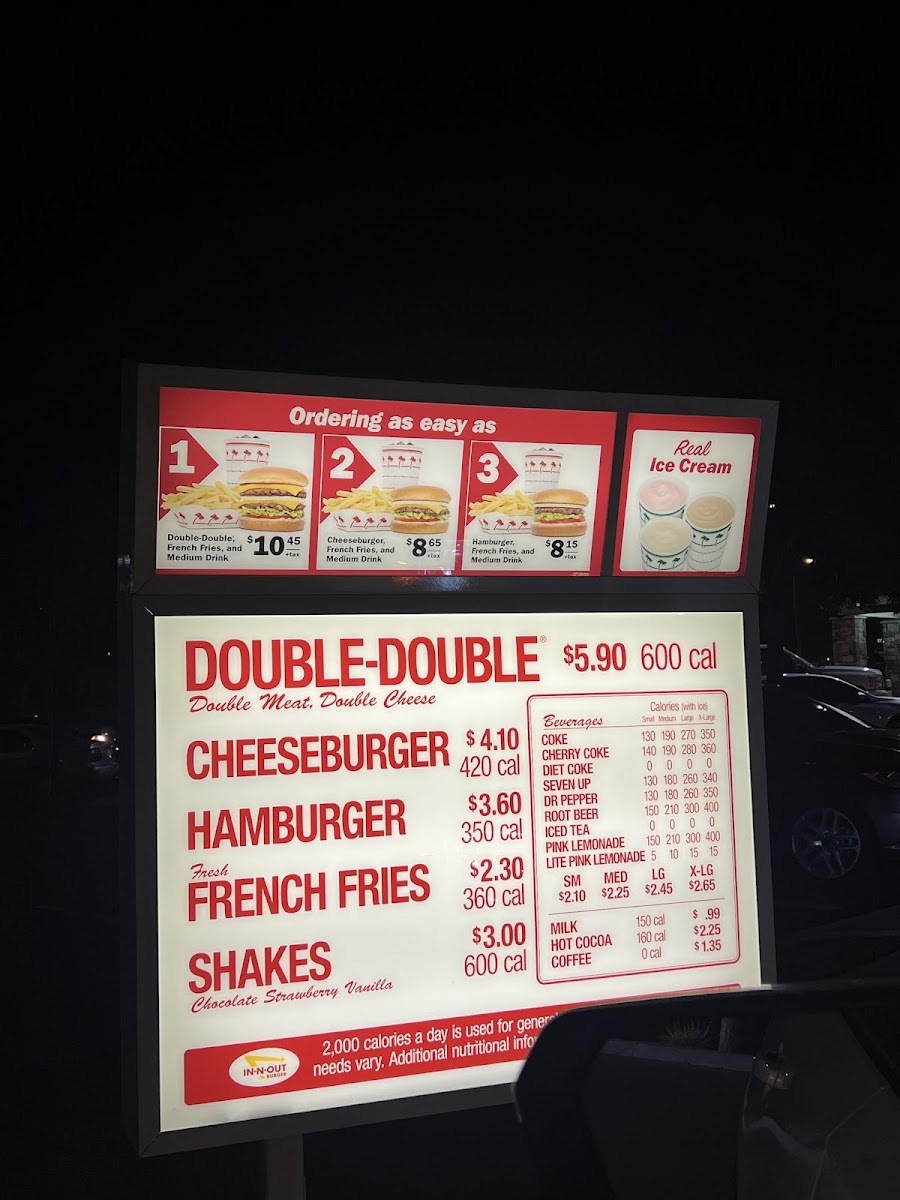 Ordering as easy as
1
Double-Double,
French Fries, and
Medium Drink
$10 45 +tax
2
Cheeseburger,
French Fries, and
Medium Drink
$8 65 +tax
3
Hamburger,
French Fries, and
Medium Drink
$8 15 +tax
Real
Ice Cream
DOUBLE-DOUBLE® $5.90 600 cal
Double Meat, Double Cheese
CHEESEBURGER $4.10
420 cal
HAMBURGER $3.60
350 cal
Fresh
FRENCH FRIES $2.30
360 cal
SHAKES $3.00
600 cal
Chocolate Strawberry Vanilla
Beverages
Calories (with ice)
Small Medium Large X-Large
COKE 130 190 270 350
CHERRY COKE 140 190 280 360
DIET COKE 0 0 0 0
SEVEN UP 130 180 260 340
DR PEPPER 130 180 260 350
ROOT BEER 150 210 300 400
ICED TEA 0 0 0 0
PINK LEMONADE 150 210 300 400
LITE PINK LEMONADE 5 10 15 15
SM MED LG X-LG
$2.10 $2.25 $2.45 $2.65
MILK 150 cal $ .99
HOT COCOA 160 cal $2.25
COFFEE 0 cal $1.35
IN-N-OUT
BURGER
2,000 calories a day is used for
needs vary. Additional nutritional